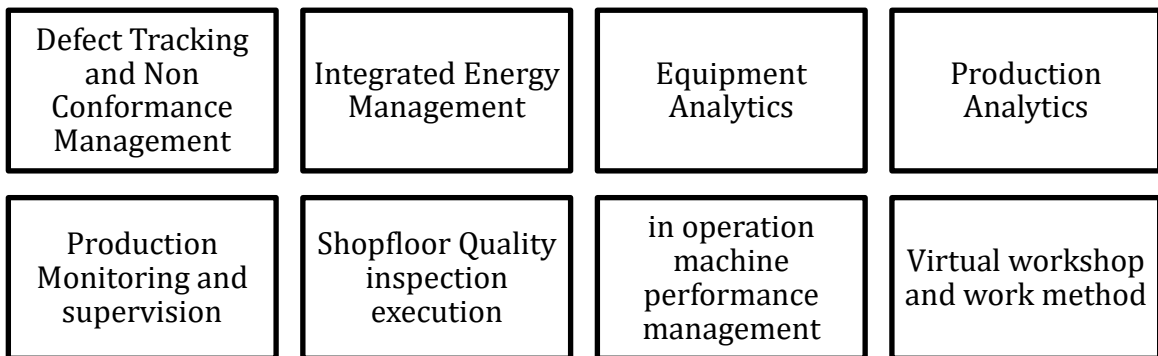 Defect Tracking
and Non
Conformance
Management
Integrated Energy
Management
Equipment
Analytics
Production
Analytics
Production
Monitoring and
supervision
Shopfloor Quality
inspection
execution
in operation
machine
performance
management
Virtual workshop
and work method